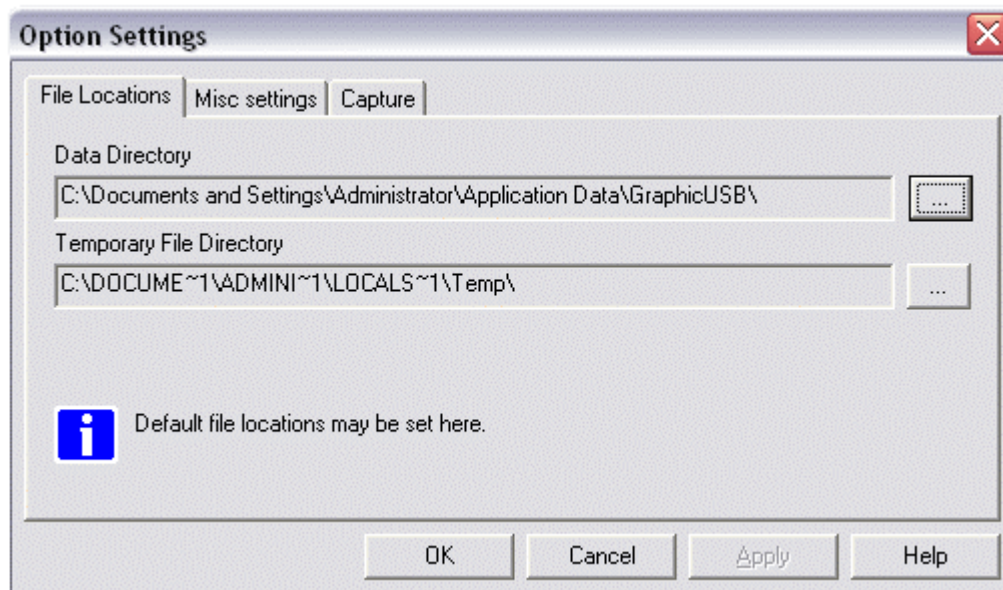 Option Settings
File Locations Misc settings Capture
Data Directory
C:\Documents and Settings\Administrator\Application Data\GraphicUSB\
...
Temporary File Directory
C:\DOCUME~1\ADMINI~1\LOCALS~1\Temp\
...
i Default file locations may be set here.
OK Cancel Apply Help